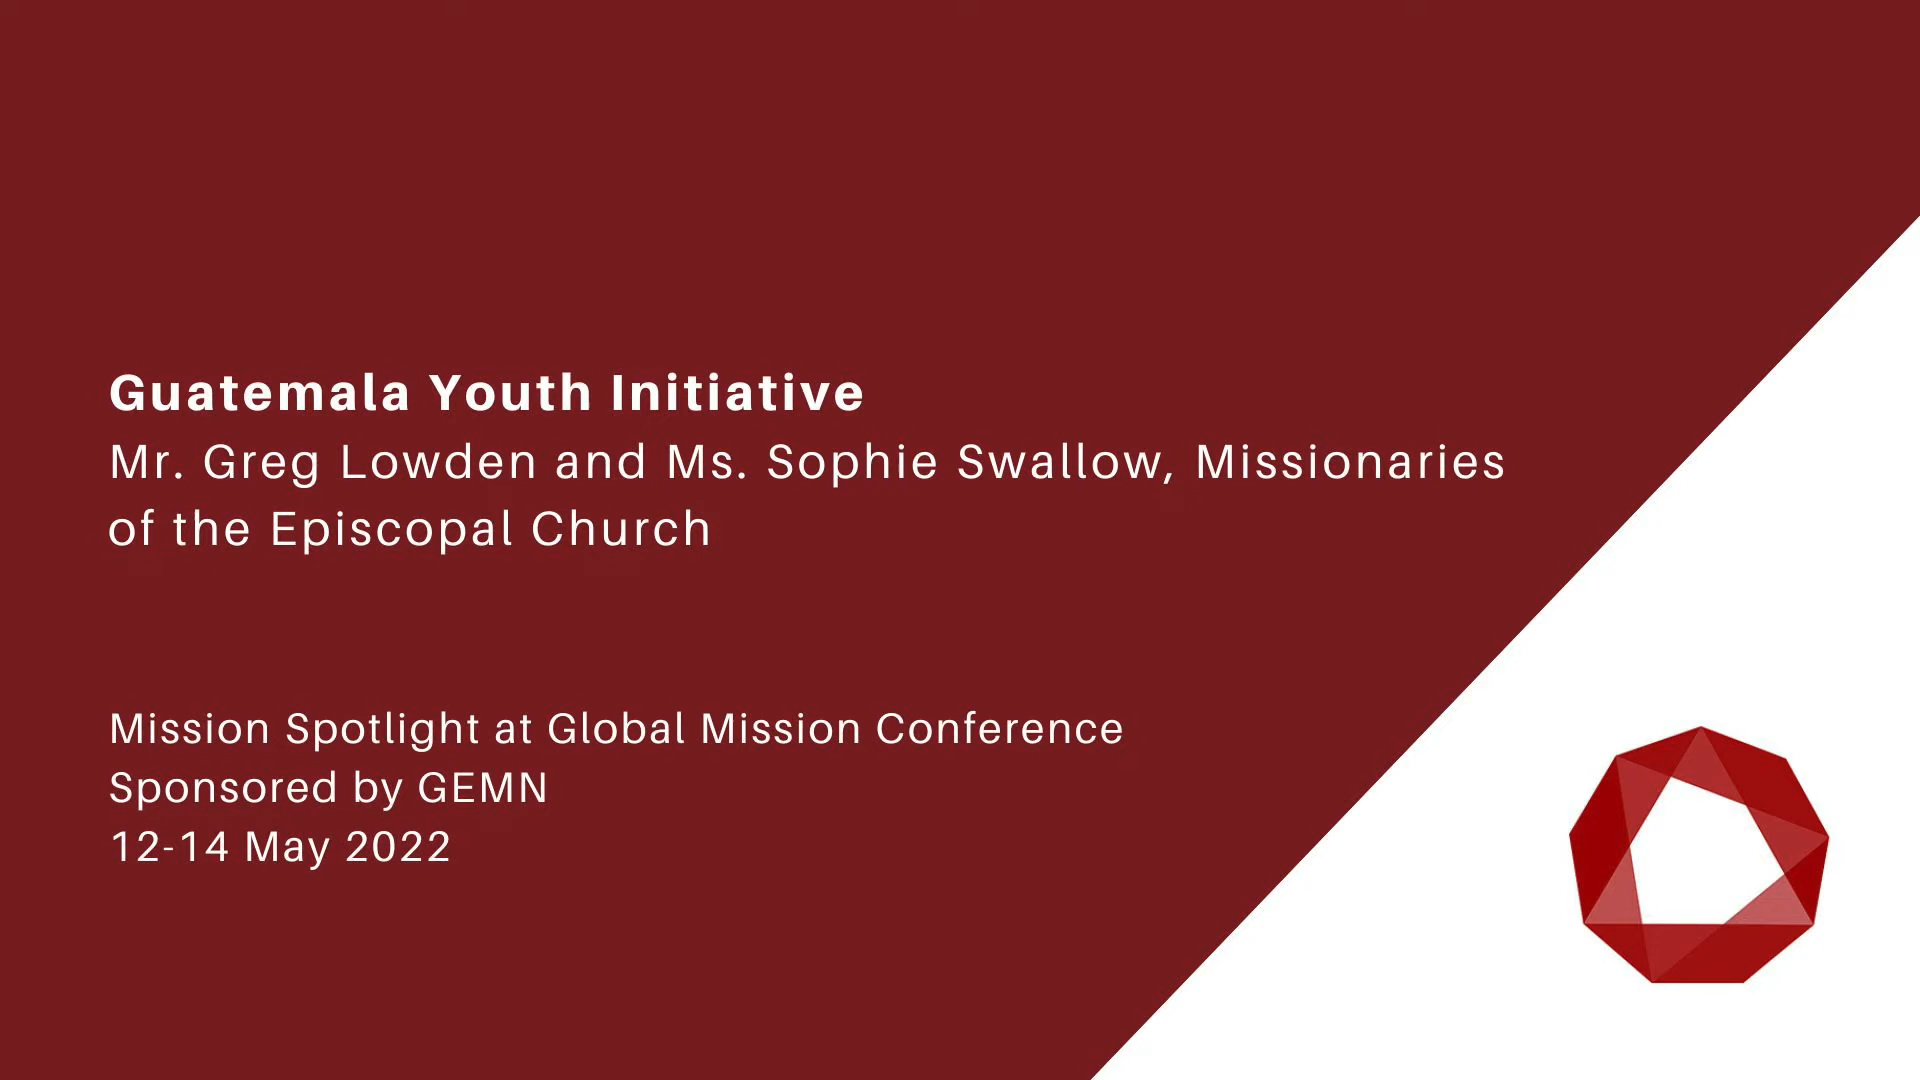 Guatemala Youth Initiative
Mr. Greg Lowden and Ms. Sophie Swallow, Missionaries
of the Episcopal Church
Mission Spotlight at Global Mission Conference
Sponsored by GEMN
12-14 May 2022